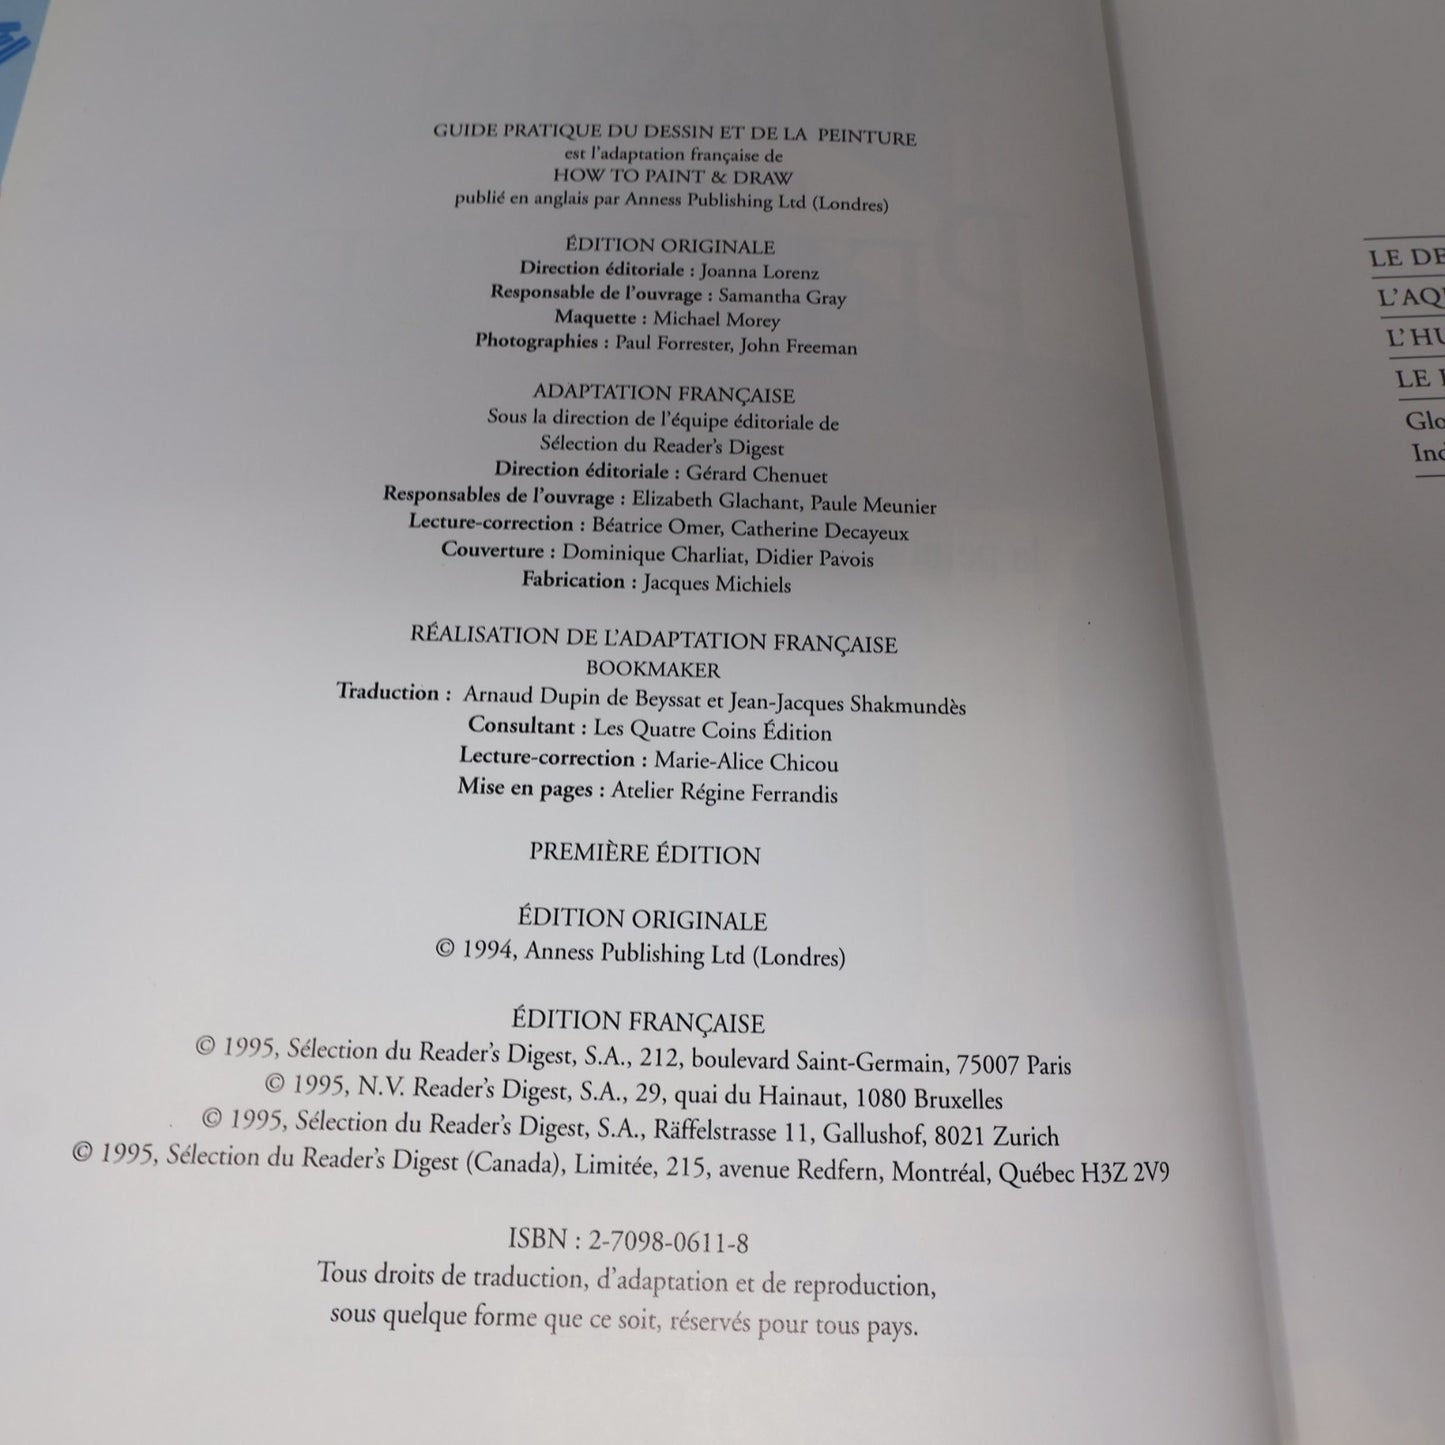 GUIDE PRATIQUE DU DESSIN ET DE LA PEINTURE
est l'adaptation française de
HOW TO PAINT & DRAW
publié en anglais par Anness Publishing Ltd (Londres)
ÉDITION ORIGINALE
Direction éditoriale : Joanna Lorenz
Responsable de l'ouvrage : Samantha Gray
Maquette : Michael Morey
Photographies : Paul Forrester, John Freeman
ADAPTATION FRANÇAISE
Sous la direction de l'équipe éditoriale de
Sélection du Reader's Digest
Direction éditoriale : Gérard Chenuet
Responsables de l'ouvrage : Elizabeth Glachant, Paule Meunier
Lecture-correction : Béatrice Omer, Catherine Decayeux
Couverture : Dominique Charliat, Didier Pavois
Fabrication : Jacques Michiels
RÉALISATION DE L'ADAPTATION FRANÇAISE
BOOKMAKER
Traduction : Arnaud Dupin de Beyssat et Jean-Jacques Shakmundès
Consultant : Les Quatre Coins Édition
Lecture-correction : Marie-Alice Chicou
Mise en pages : Atelier Régine Ferrandis
PREMIÈRE ÉDITION
ÉDITION ORIGINALE
© 1994, Anness Publishing Ltd (Londres)
ÉDITION FRANÇAISE
© 1995, Sélection du Reader's Digest, S.A., 212, boulevard Saint-Germain, 75007 Paris
© 1995, N.V. Reader's Digest, S.A., 29, quai du Hainaut, 1080 Bruxelles
© 1995, Sélection du Reader's Digest, S.A., Räffelstrasse 11, Gallushof, 8021 Zurich
© 1995, Sélection du Reader's Digest (Canada), Limitée, 215, avenue Redfern, Montréal, Québec H3Z 2V9
ISBN : 2-7098-0611-8
Tous droits de traduction, d'adaptation et de reproduction,
sous quelque forme que ce soit, réservés pour tous pays.
LE DE
L'AQ
L'HU
LE
Glo
Ind